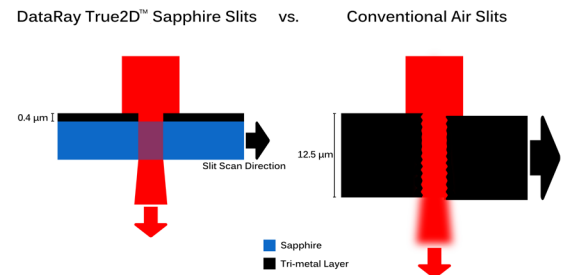 DataRay True2D™ Sapphire Slits vs. Conventional Air Slits
0.4 μm
12.5 μm
Slit Scan Direction
Sapphire
Tri-metal Layer